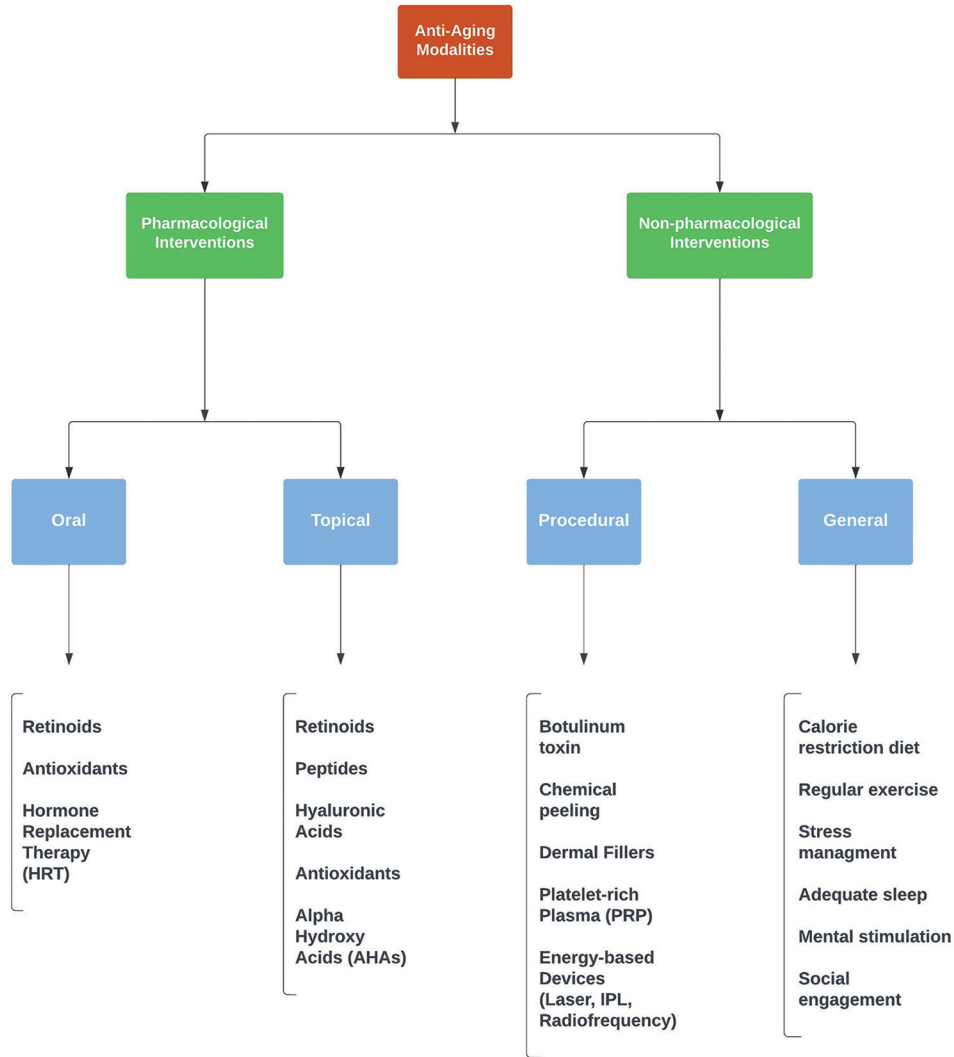 Anti-Aging
Modalities
Pharmacological
Interventions
Non-pharmacological
Interventions
Oral
Topical
Procedural
General
Retinoids
Antioxidants
Hormone
Replacement
Therapy
(HRT)
Retinoids
Peptides
Hyaluronic
Acids
Antioxidants
Alpha
Hydroxy
Acids (AHAs)
Botulinum
toxin
Chemical
peeling
Dermal Fillers
Platelet-rich
Plasma (PRP)
Energy-based
Devices
(Laser, IPL,
Radiofrequency)
Calorie
restriction diet
Regular exercise
Stress
managment
Adequate sleep
Mental stimulation
Social
engagement